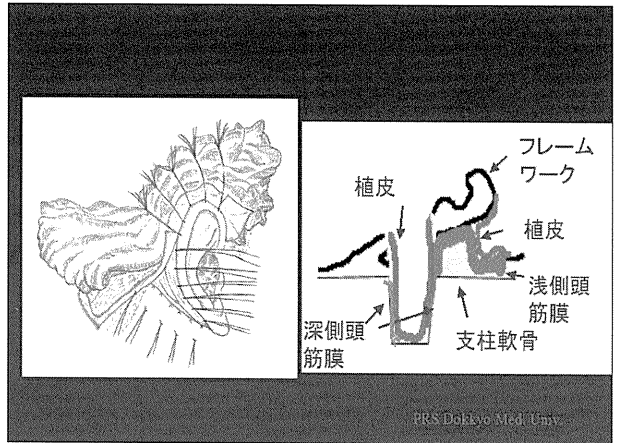 フレーム
ワーク
植皮
植皮
浅側頭
筋膜
深側頭
筋膜
支柱軟骨
PRS Dokkyo Med. Univ.